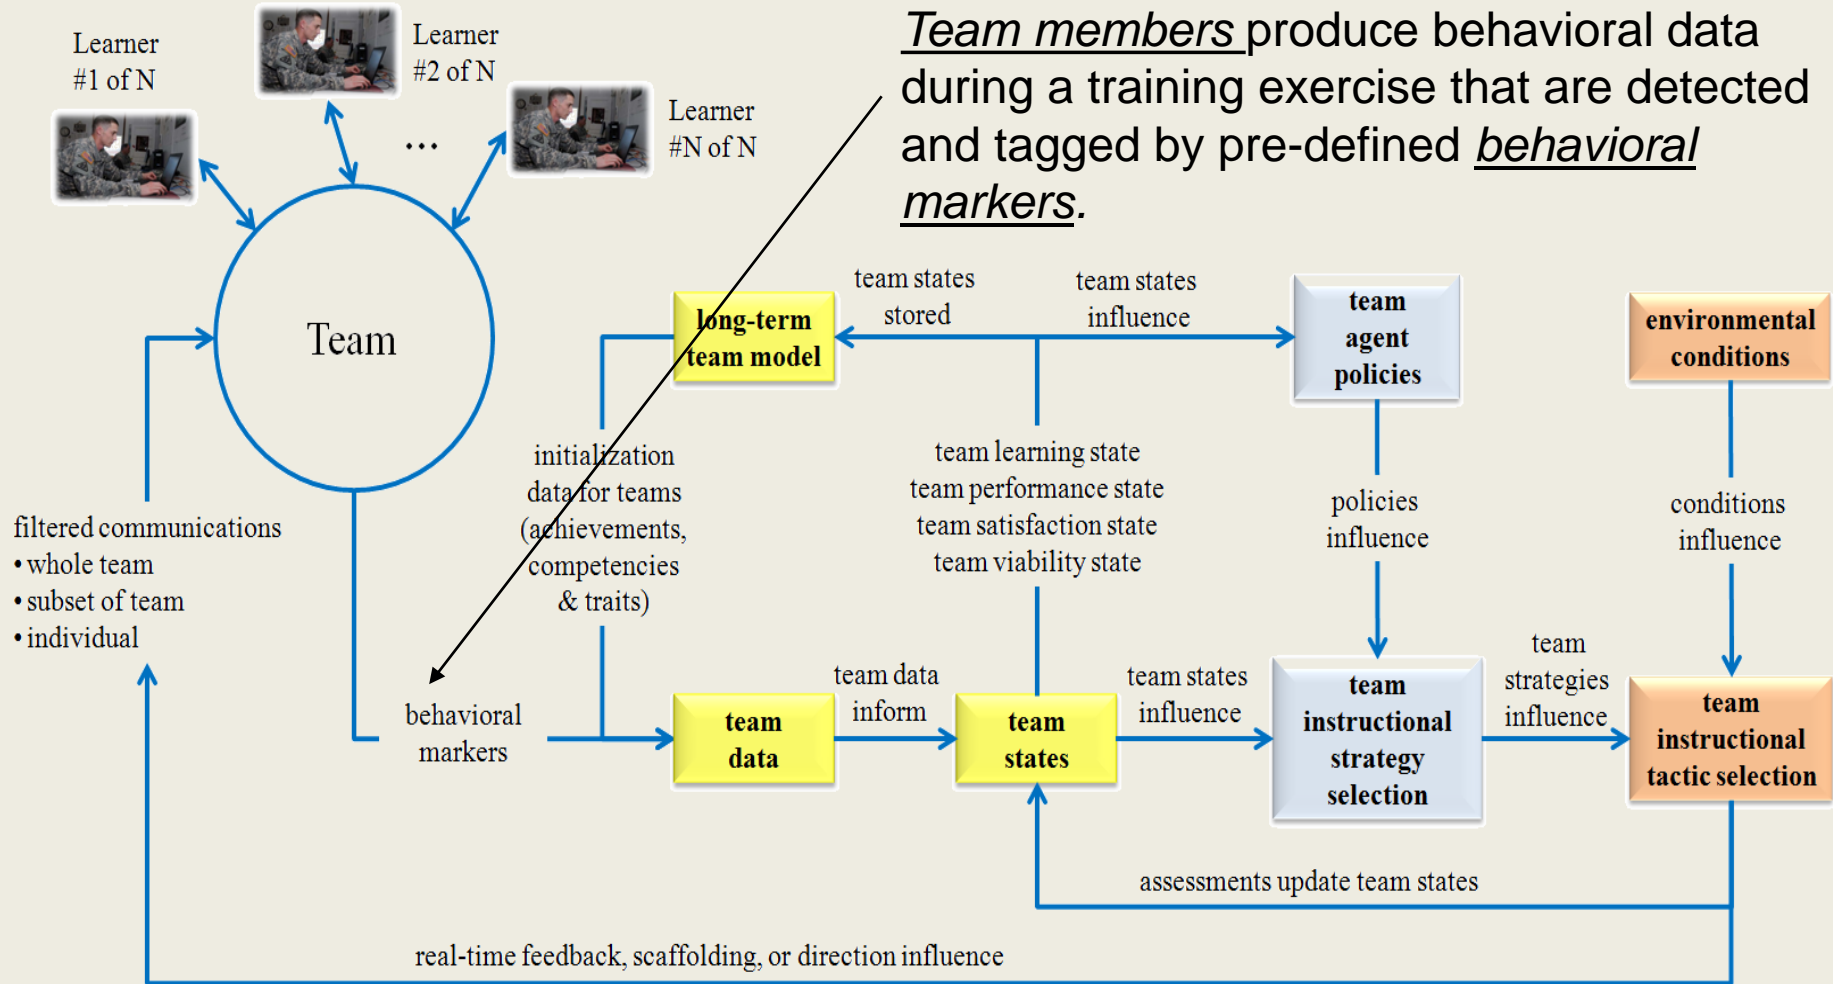 Learner
#1 of N
Learner
#2 of N
...
Learner
#N of N
Team members produce behavioral data
during a training exercise that are detected
and tagged by pre-defined behavioral
markers.
Team
team states
stored
team states
influence
long-term
team model
team
agent
policies
environmental
conditions
initialization
data for teams
(achievements,
competencies
& traits)
team learning state
team performance state
team satisfaction state
team viability state
policies
influence
conditions
influence
filtered communications
• whole team
• subset of team
• individual
behavioral
markers
team
data
team data
inform
team
states
team states
influence
team
instructional
strategy
selection
team
strategies
influence
team
instructional
tactic selection
assessments update team states
real-time feedback, scaffolding, or direction influence